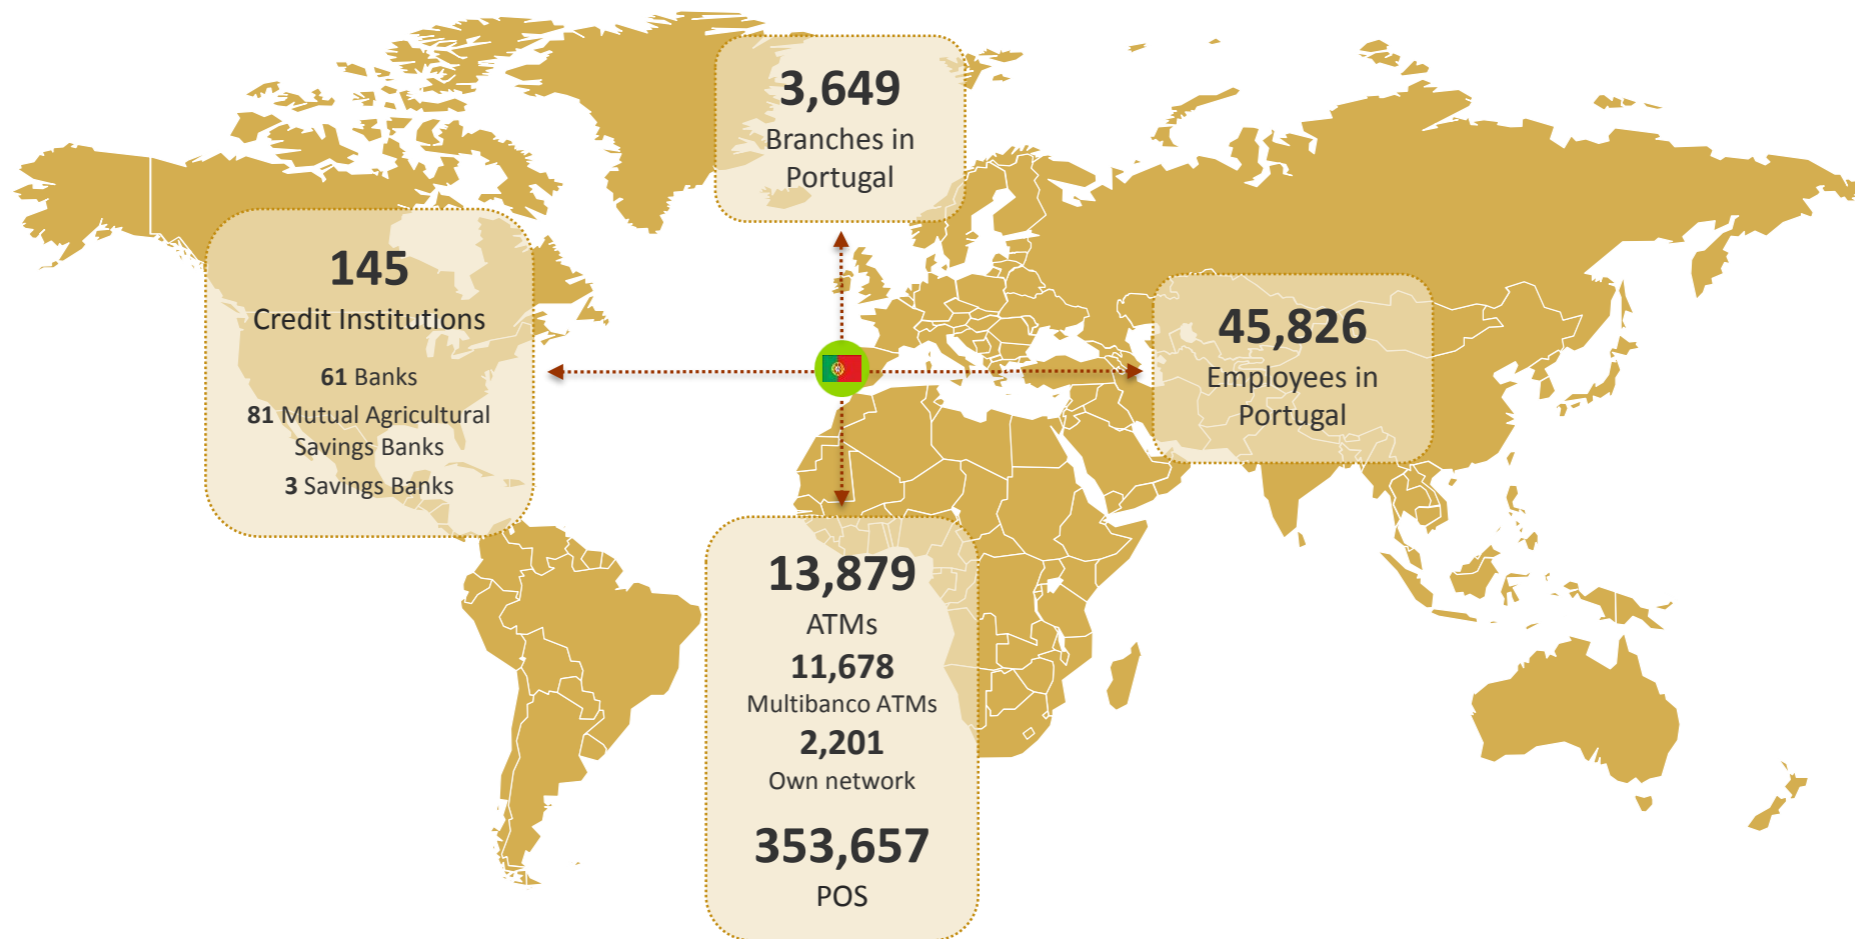 3,649
Branches in
Portugal
145
Credit Institutions
61 Banks
81 Mutual Agricultural
Savings Banks
3 Savings Banks
45,826
Employees in
Portugal
13,879
ATMs
11,678
Multibanco ATMs
2,201
Own network
353,657
POS